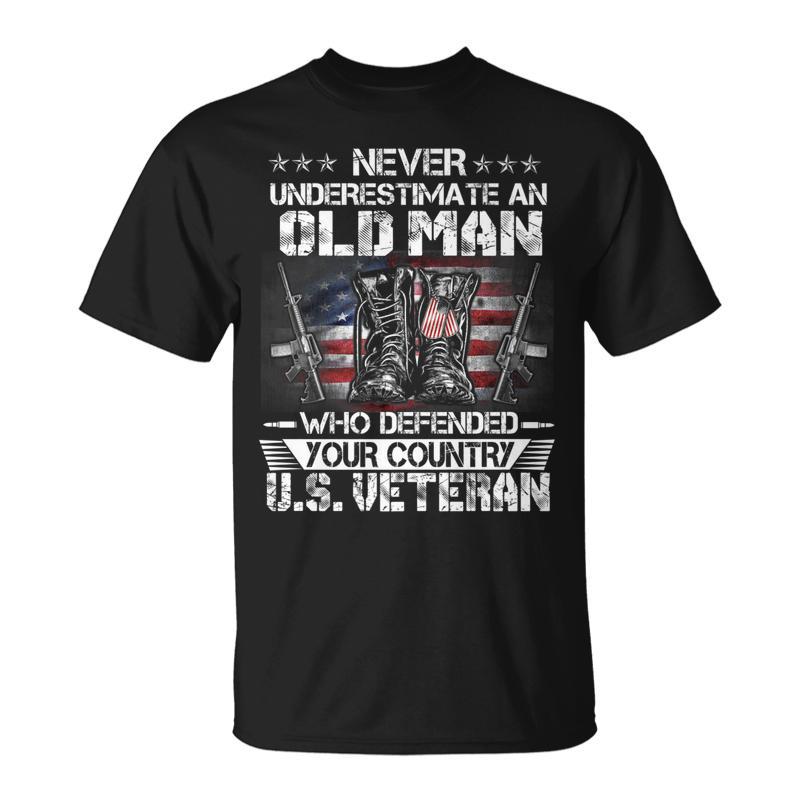 NEVER
UNDERESTIMATE AN
OLD MAN
WHO DEFENDED
YOUR COUNTRY
U.S. VETERAN